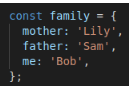 const family = {
  mother: 'Lily',
  father: 'Sam',
  me: 'Bob',
};